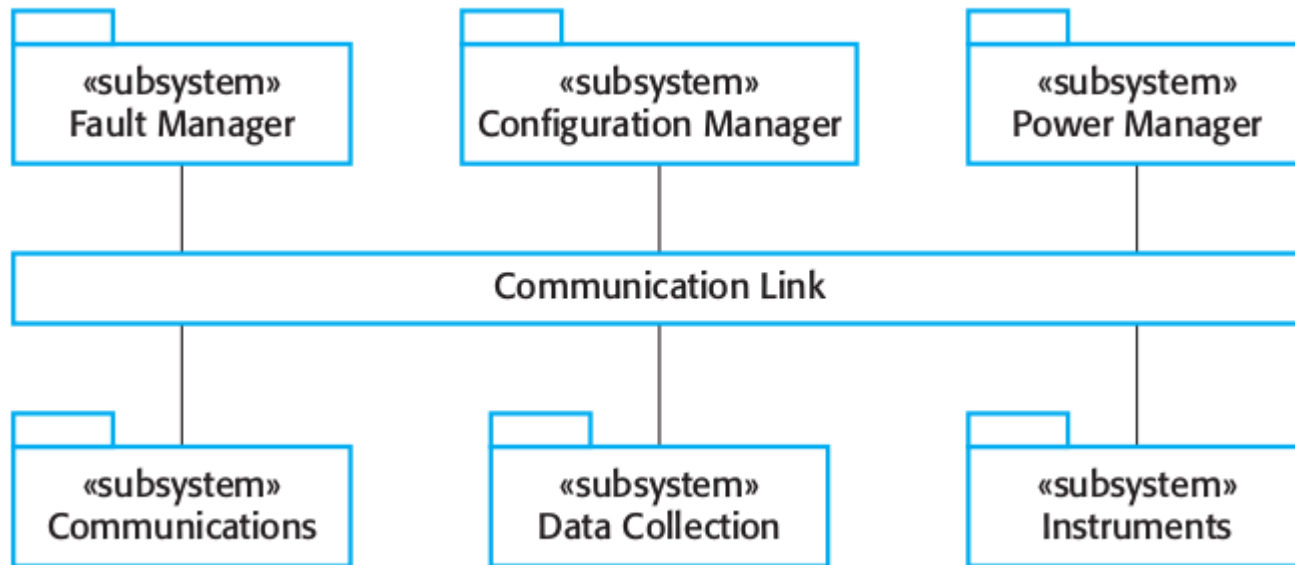 «subsystem»
Fault Manager
«subsystem»
Configuration Manager
«subsystem»
Power Manager
Communication Link
«subsystem»
Communications
«subsystem»
Data Collection
«subsystem»
Instruments